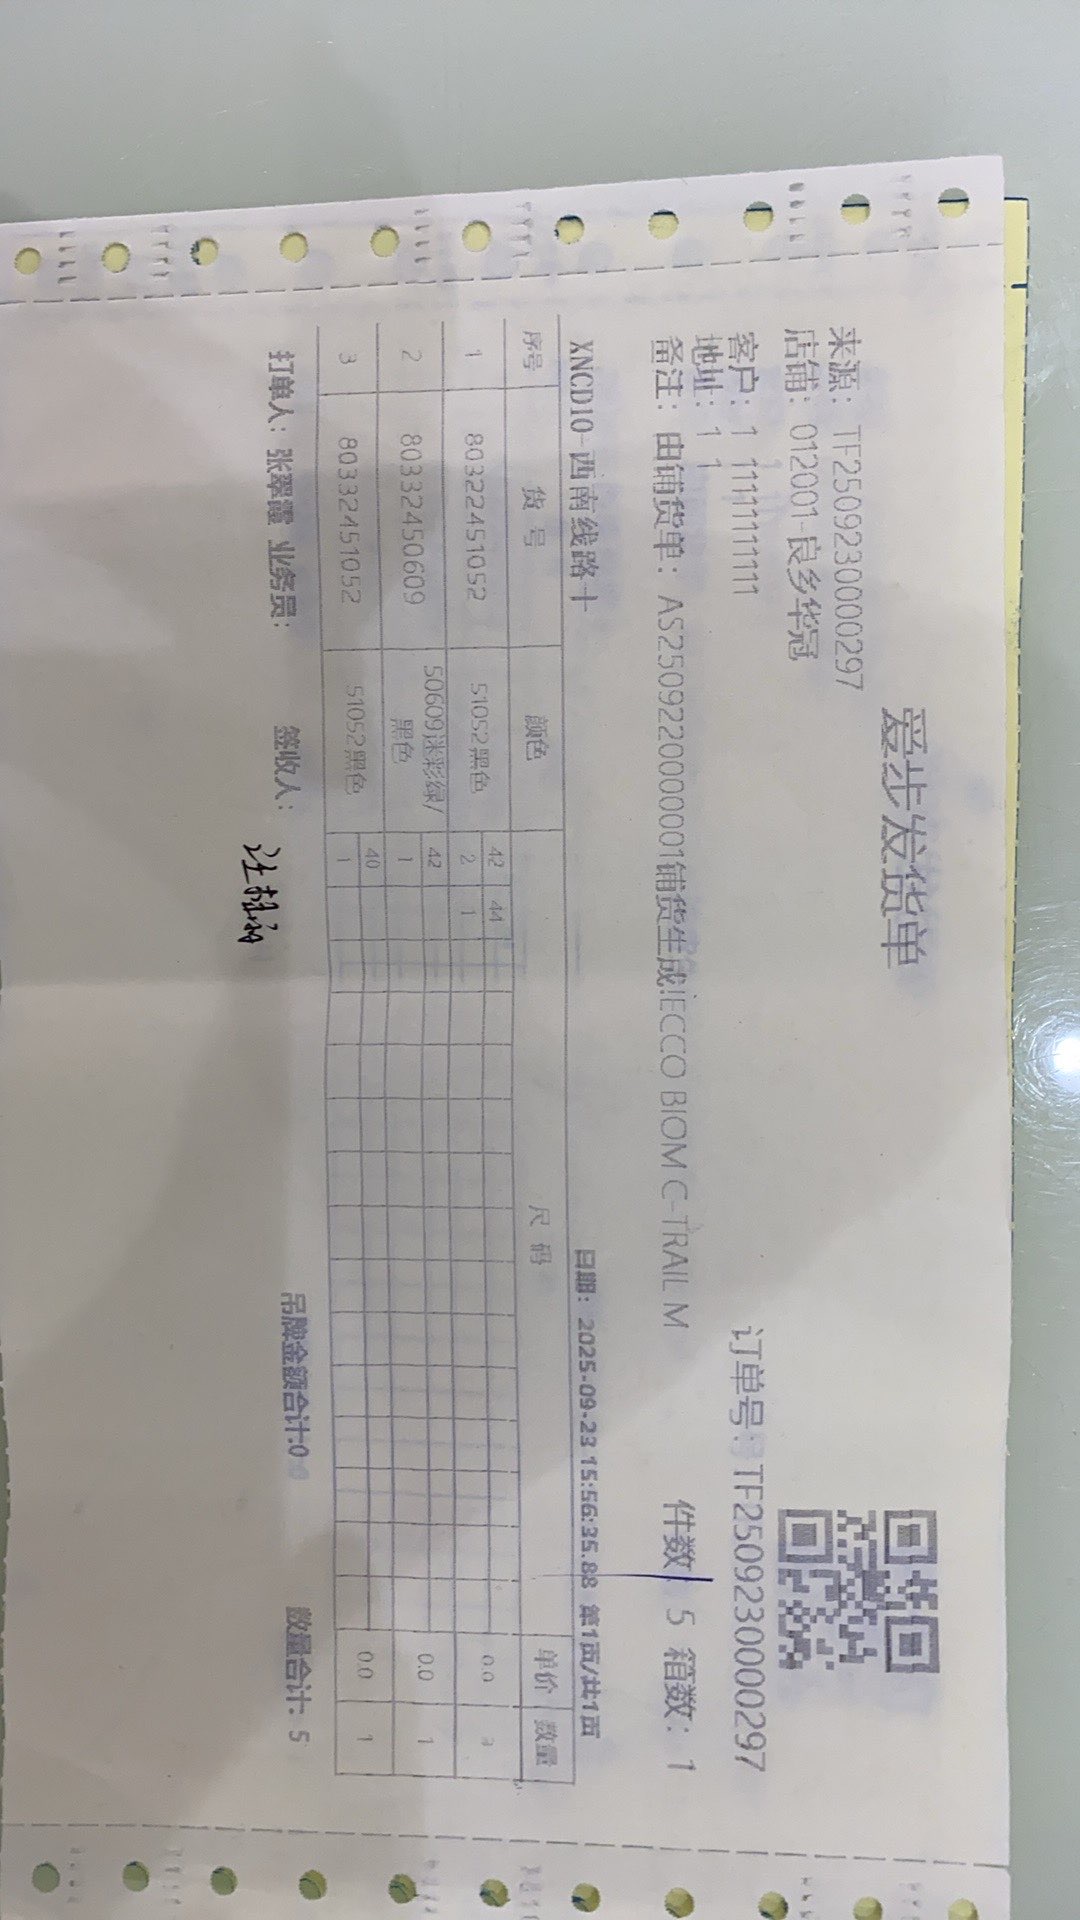 爱步发货单
来源：TF2509230000297
店铺：012001-良乡华冠
订单号：TF2509230000297
客户：1 11111111111
地址：1 1
备注：由铺货单：AS250922000001铺货生成!ECCO BIOM C-TRAIL M
件数 5 箱数：1
XNCD10-西南线路十 日期：2025-09-23 15:56:35.88 第1页/共1页
序号 货号 颜色 尺码 单价 数量
42 44
1 80322451052 51052黑色 2 1 0.0 3
42
2 80332450609 50609迷彩绿/黑色 1 0.0 1
40
3 80332451052 51052黑色 1 0.0 1
打单人：张翠霞 业务员： 签收人： 吊牌金额合计:0 数量合计：5